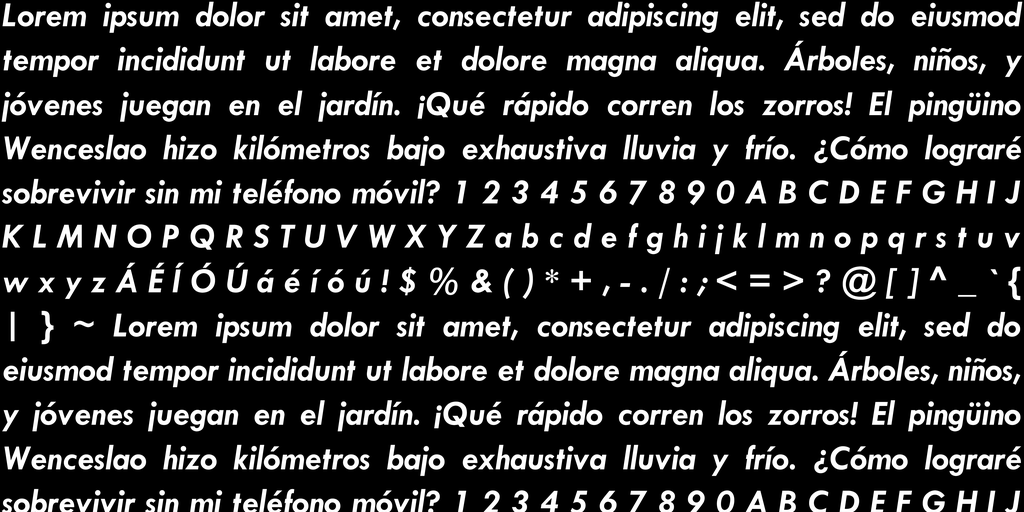 Lorem ipsum dolor sit amet, consectetur adipiscing elit, sed do eiusmod
tempor incididunt ut labore et dolore magna aliqua. Árboles, niños, y
jóvenes juegan en el jardín. ¡Qué rápido corren los zorros! El pingüino
Wenceslao hizo kilómetros bajo exhaustiva lluvia y frío. ¿Cómo lograré
sobrevivir sin mi teléfono móvil? 1 2 3 4 5 6 7 8 9 0 A B C D E F G H I J
K L M N O P Q R S T U V W X Y Z a b c d e f g h i j k l m n o p q r s t u v
w x y z Á É Í Ó Ú á é í ó ú ! $ % & ( ) * + , - . / : ; < = > ? @ [ ] ^ _ ` {
| } ~ Lorem ipsum dolor sit amet, consectetur adipiscing elit, sed do
eiusmod tempor incididunt ut labore et dolore magna aliqua. Árboles, niños,
y jóvenes juegan en el jardín. ¡Qué rápido corren los zorros! El pingüino
Wenceslao hizo kilómetros bajo exhaustiva lluvia y frío. ¿Cómo lograré
sobrevivir sin mi teléfono móvil? 1 2 3 4 5 6 7 8 9 0 A B C D E F G H I J